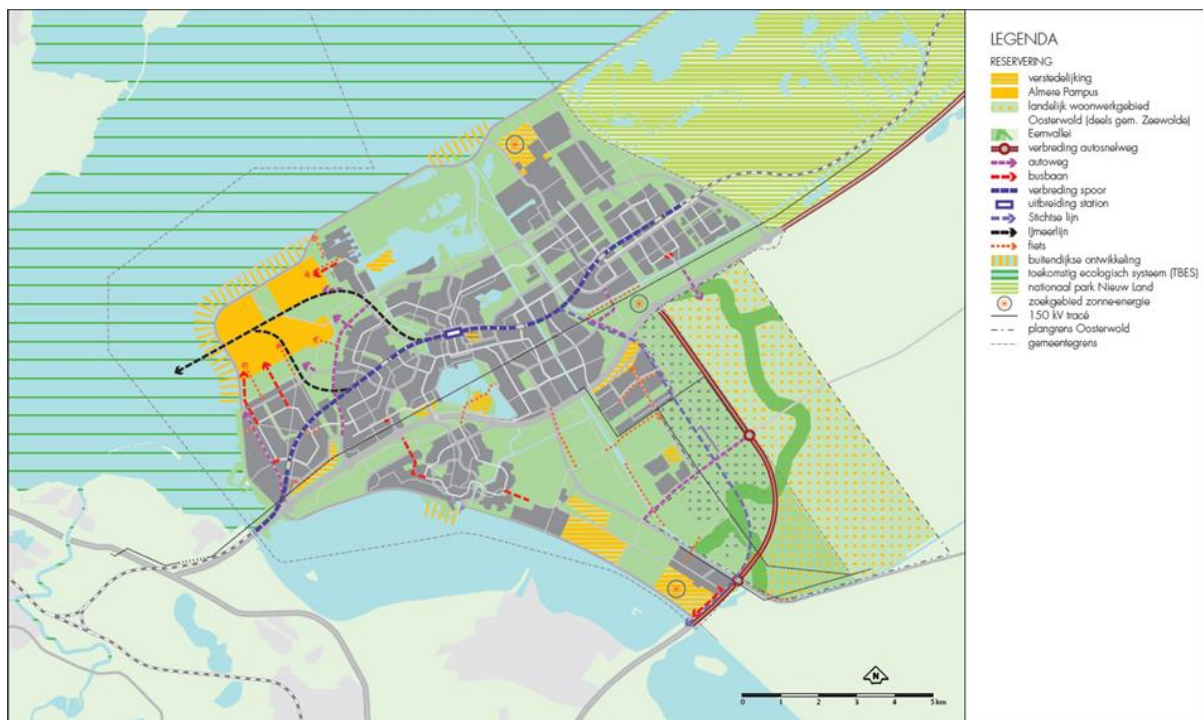 LEGENDA
RESERVERING
verstedelijking
Almere Pampus
landelijk woonwerkgebied
Oosterwold (deels gem. Zeewolde)
Eemvallei
verbreding autosnelweg
autoweg
busbaan
verbreding spoor
uitbreiding station
Stichtse lijn
IJmeerlijn
fiets
buitendijkse ontwikkeling
toekomstig ecologisch systeem (TBES)
nationaal park Nieuw Land
zoekgebied zonne-energie
150 kV tracé
plangrens Oosterwold
gemeentegrens
N
0 1 2 3 4 5 km